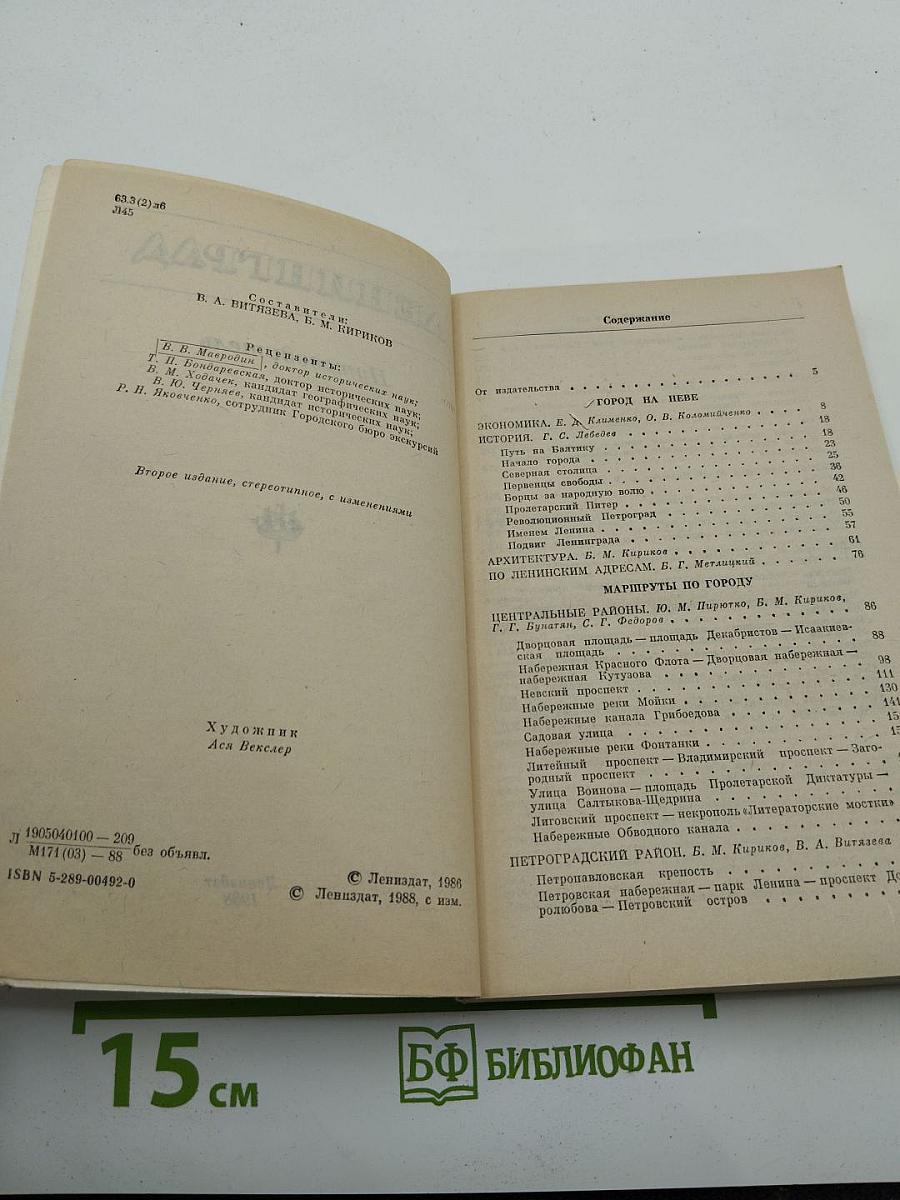 63.3(2)л6
Л45
Составители:
В. А. ВИТЯЗЕВА, Б. М. КИРИКОВ
Рецензенты:
В. В. Мавродин, доктор исторических наук;
Т. П. Бондаревская, доктор исторических наук;
В. М. Ходачек, кандидат географических наук;
В. Ю. Черняев, кандидат исторических наук;
Р. Н. Яковченко, сотрудник Городского бюро экскурсий
Второе издание, стереотипное, с изменениями
Художник
Ася Векслер
Л 1905040100 — 209
М171 (03) — 88 без объявл.
ISBN 5-289-00492-0
© Лениздат, 1986
© Лениздат, 1988, с изм.
Содержание
От издательства . . . . . . . . . . . . . . . . . 5
ГОРОД НА НЕВЕ
ЭКОНОМИКА. Е. Клименко, О. В. Коломийченко . . . . 8
ИСТОРИЯ. Г. С. Лебедев . . . . . . . . . . . . . 18
Путь на Балтику . . . . . . . . . . . . . 18
Начало города . . . . . . . . . . . . . 23
Северная столица . . . . . . . . . . . . . 25
Первенцы свободы . . . . . . . . . . . . . 36
Борцы за народную волю . . . . . . . . . . . 42
Пролетарский Питер . . . . . . . . . . . . . 46
Революционный Петроград . . . . . . . . . . . 50
Именем Ленина . . . . . . . . . . . . . 55
Подвиг Ленинграда . . . . . . . . . . . . . 57
АРХИТЕКТУРА. Б. М. Кириков . . . . . . . . . . . 61
ПО ЛЕНИНСКИМ АДРЕСАМ. Б. Г. Метлицкий . . . . . . 76
МАРШРУТЫ ПО ГОРОДУ
ЦЕНТРАЛЬНЫЕ РАЙОНЫ. Ю. М. Пирютко, Б. М. Кириков,
Г. Г. Бунатян, С. Г. Федоров . . . . . . . . . . . 86
Дворцовая площадь — площадь Декабристов — Исаакиев-
ская площадь . . . . . . . . . . . . . 88
Набережная Красного Флота — Дворцовая набережная —
набережная Кутузова . . . . . . . . . . . 98
Невский проспект . . . . . . . . . . . . . 111
Набережные реки Мойки . . . . . . . . . . . 130
Набережные канала Грибоедова . . . . . . . . . 141
Садовая улица . . . . . . . . . . . . . 15
Набережные реки Фонтанки . . . . . . . . . . . 15
Литейный проспект — Владимирский проспект — Заго-
родный проспект . . . . . . . . . . . . .
Улица Воинова — площадь Пролетарской Диктатуры —
улица Салтыкова-Щедрина . . . . . . . . . . .
Лиговский проспект — некрополь «Литераторские мостки»
Набережные Обводного канала . . . . . . . . .
ПЕТРОГРАДСКИЙ РАЙОН. Б. М. Кириков, В. А. Витязева
Петропавловская крепость . . . . . . . . . . .
Петровская набережная — парк Ленина — проспект До
ролюбова — Петровский остров . . . . . . . . .
15 см
БФ БИБЛИОФАН